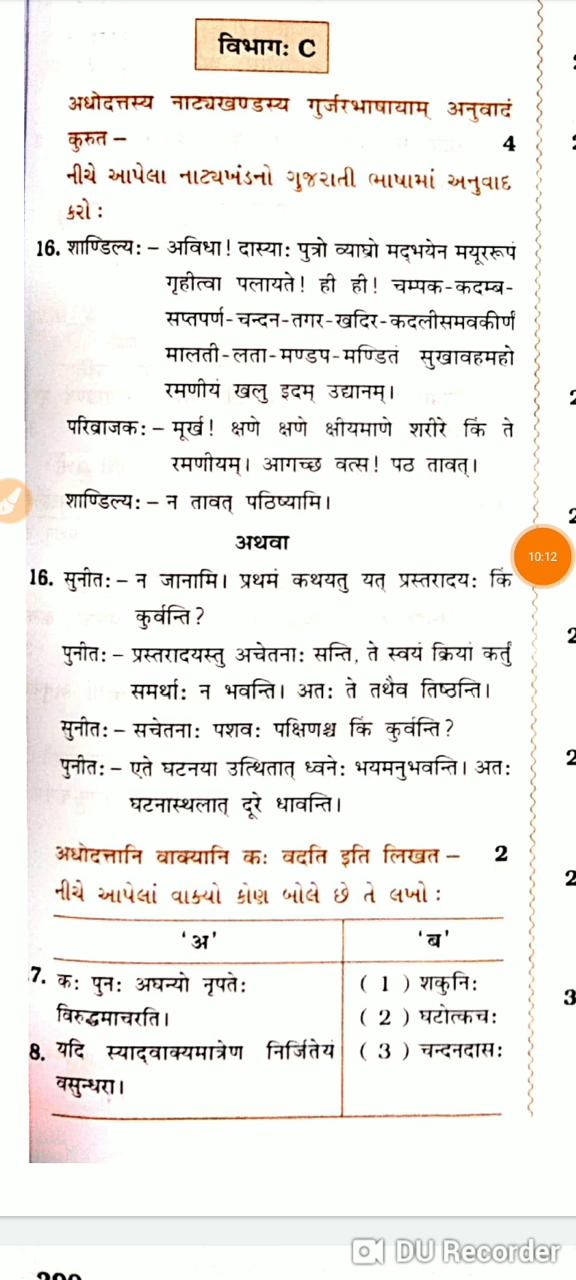 विभागः C
अधोदत्तस्य नाट्यखण्डस्य गुर्जरभाषायाम् अनुवादं
कुरुत – 4
નીચે આપેલા નાટ્યખંડનો ગુજરાતી ભાષામાં અનુવાદ
કરો :
16. शाण्डिल्यः – अविधा! दास्याः पुत्रो व्याघ्रो मद्भयेन मयूररूपं
गृहीत्वा पलायते! ही ही! चम्पक-कदम्ब-
सप्तपर्ण-चन्दन-तगर-खदिर-कदलीसमवकीर्णं
मालती-लता-मण्डप-मण्डितं सुखावहमहो
रमणीयं खलु इदम् उद्यानम्।
परिव्राजकः – मूर्ख! क्षणे क्षणे क्षीयमाणे शरीरे किं ते
रमणीयम्। आगच्छ वत्स! पठ तावत्।
शाण्डिल्यः – न तावत् पठिष्यामि।
अथवा
10:12
16. सुनीतः – न जानामि। प्रथमं कथयतु यत् प्रस्तरादयः किं
कुर्वन्ति?
पुनीतः – प्रस्तरादयस्तु अचेतनाः सन्ति, ते स्वयं क्रियां कर्तुं
समर्थाः न भवन्ति। अतः ते तथैव तिष्ठन्ति।
सुनीतः – सचेतनाः पशवः पक्षिणश्च किं कुर्वन्ति?
पुनीतः – एते घटनया उत्थितात् ध्वनेः भयमनुभवन्ति। अतः
घटनास्थलात् दूरे धावन्ति।
अधोदत्तानि वाक्यानि कः वदति इति लिखत – 2
નીચે આપેલાં વાક્યો કોણ બોલે છે તે લખો :
'अ' 'ब'
7. कः पुनः अघन्यो नृपतेः ( 1 ) शकुनिः
विरुद्धमाचरति। ( 2 ) घटोत्कचः
8. यदि स्याद्वाक्यमात्रेण निर्जितेयं ( 3 ) चन्दनदासः
वसुन्धरा।
DU Recorder